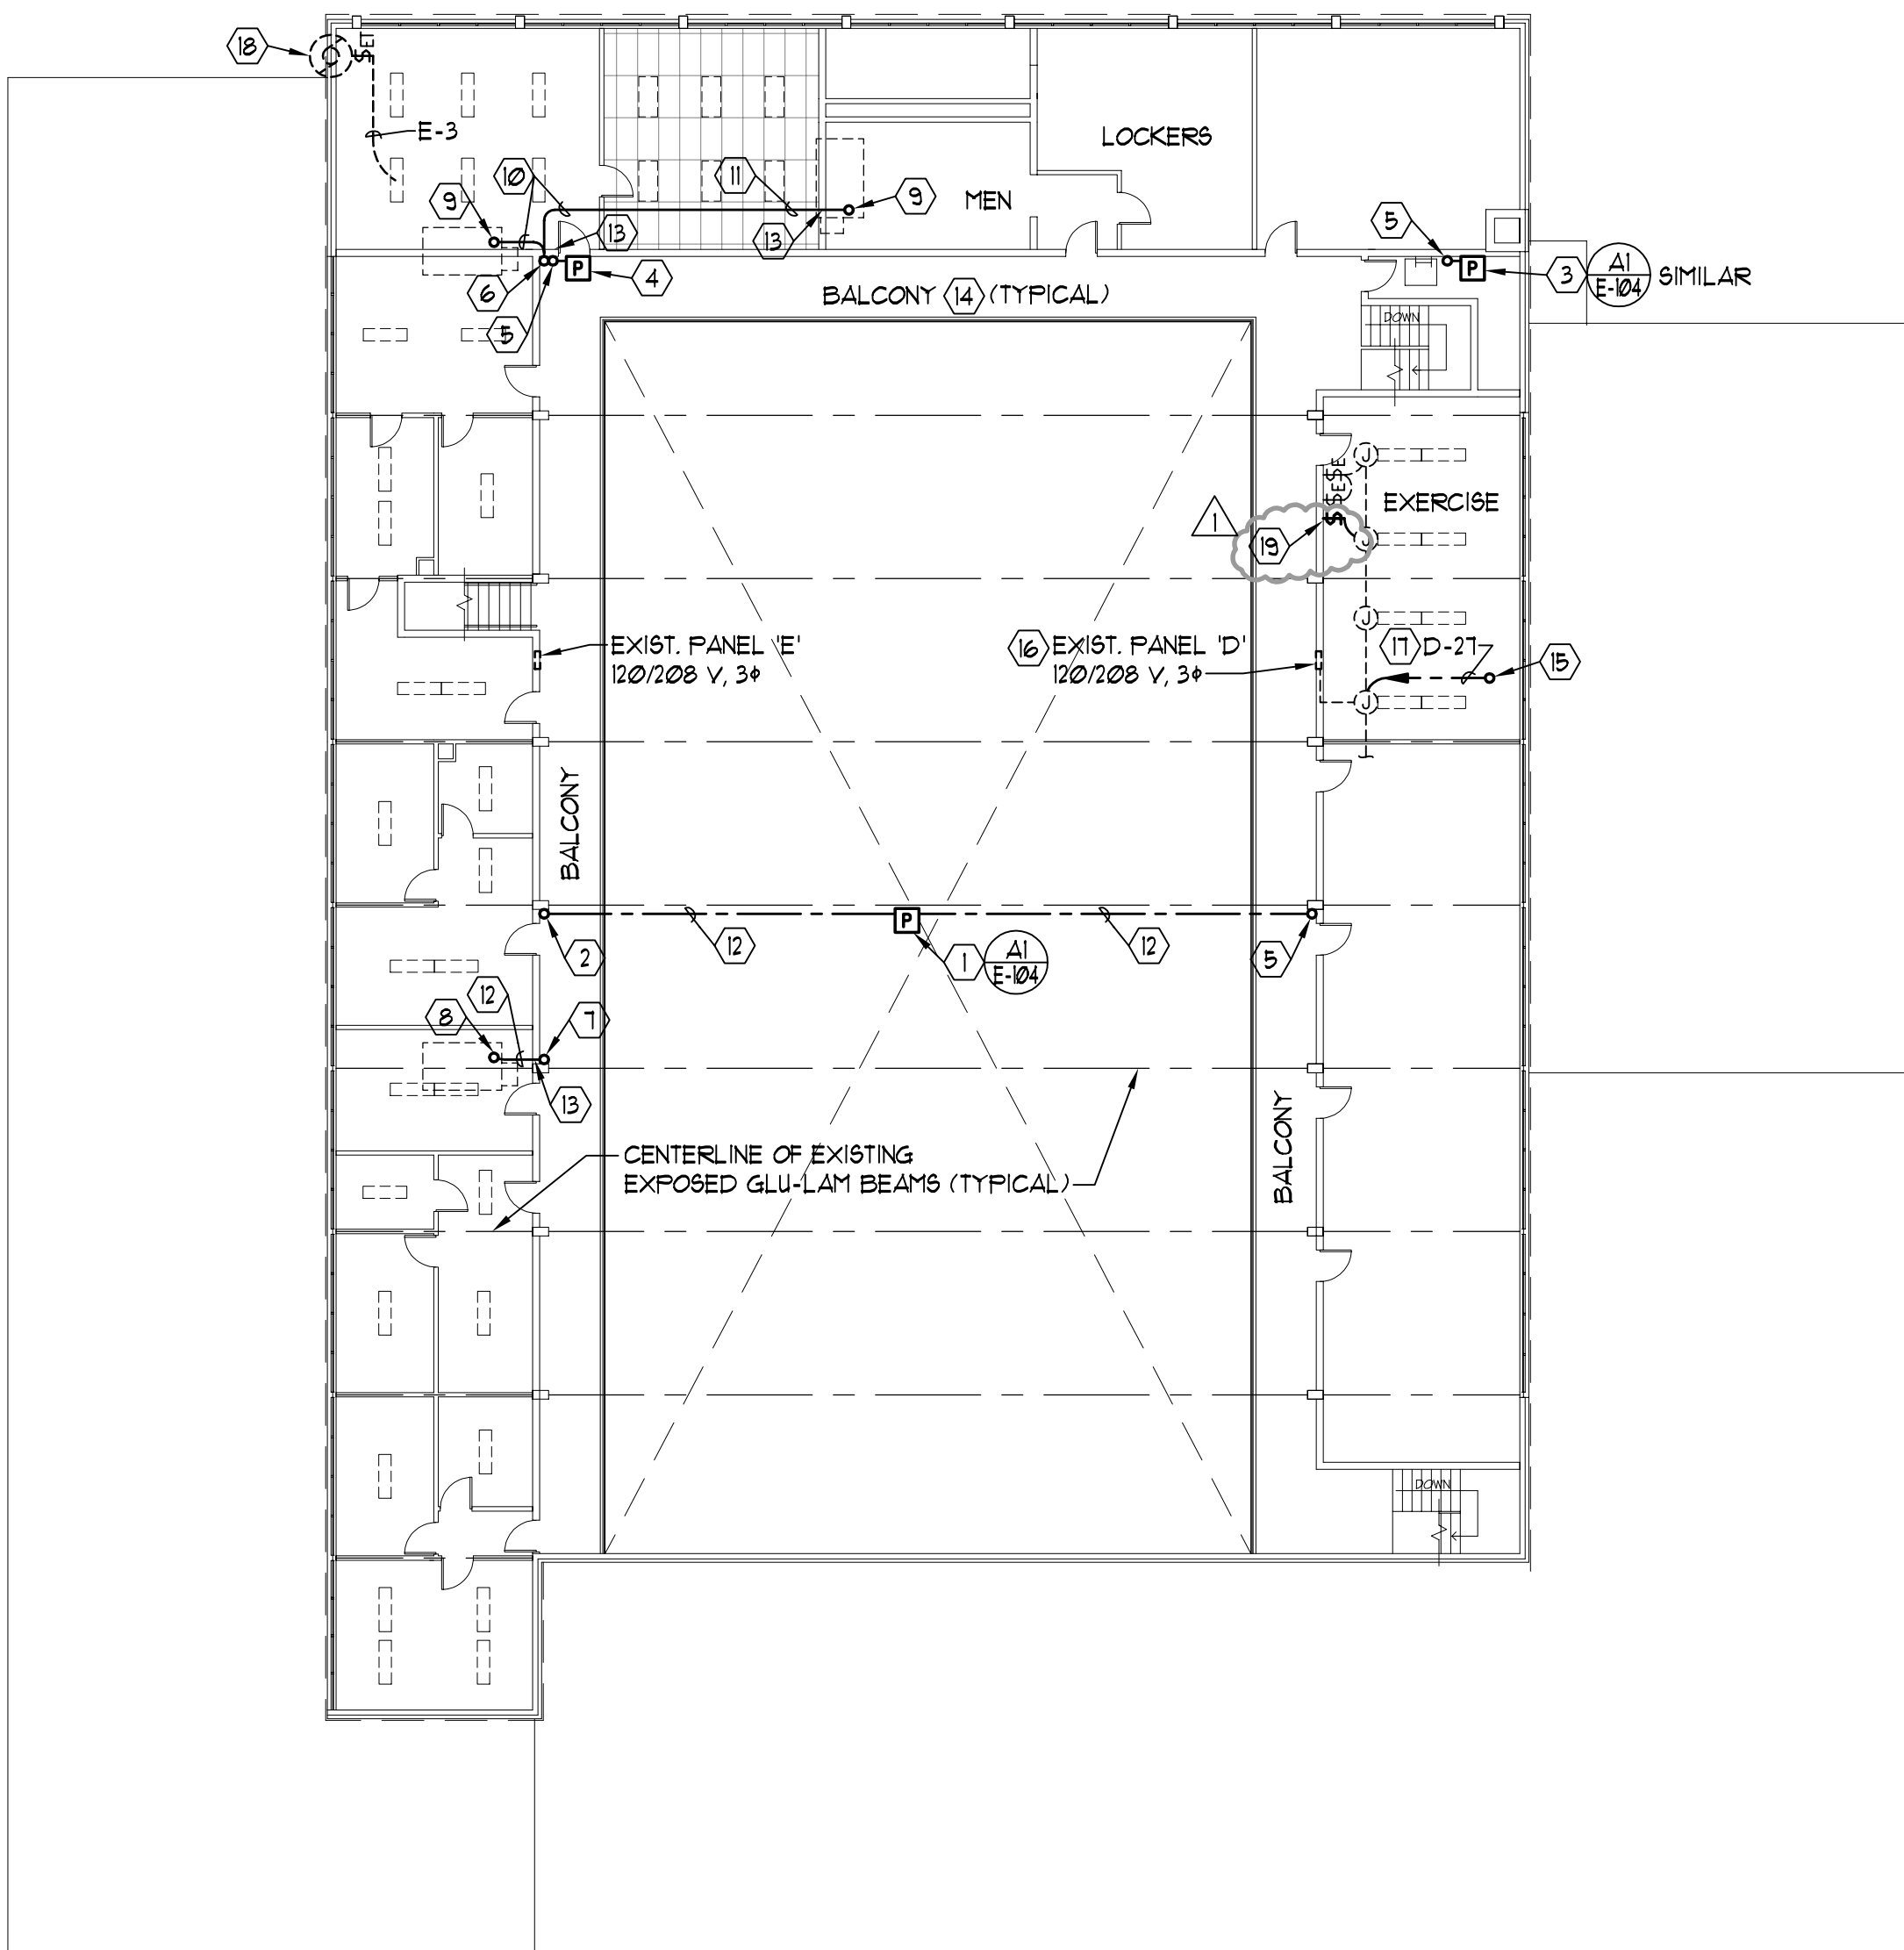 18
$ET
E-3
10
11
9
9
13
13
LOCKERS
MEN
5
P
4
6
5
P
3
A1
E-104
SIMILAR
BALCONY 14 (TYPICAL)
DOWN
J
$E
$E
$
EXERCISE
1
19
J
J
EXIST. PANEL 'E'
120/208 V, 3ϕ
16 EXIST. PANEL 'D'
120/208 V, 3ϕ
17 D-27
15
J
BALCONY
P
2
12
1
A1
E-104
12
5
12
8
7
13
BALCONY
CENTERLINE OF EXISTING
EXPOSED GLU-LAM BEAMS (TYPICAL)
DOWN